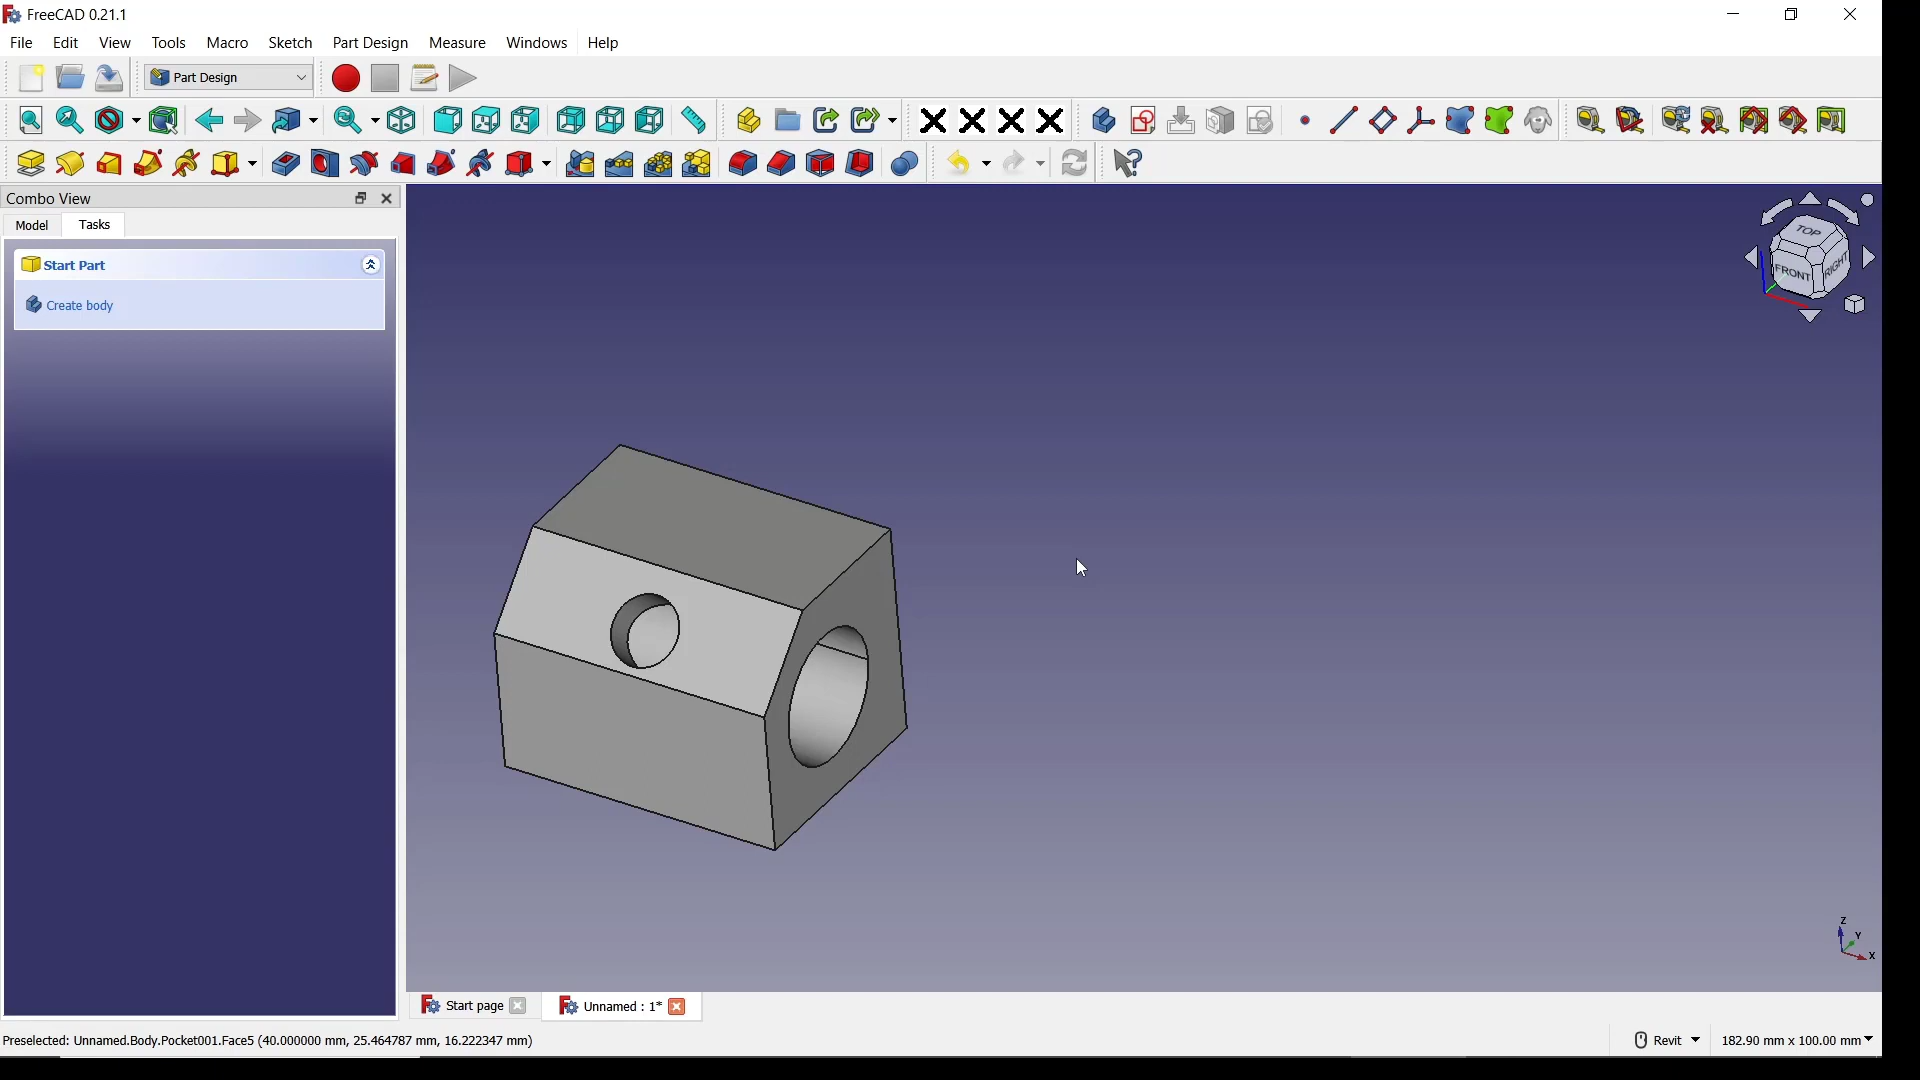 FreeCAD 0.21.1
File Edit View Tools Macro Sketch Part Design Measure Windows Help
Part Design
Combo View
Model Tasks
Start Part
Create body
TOP
FRONT RIGHT
Z
Y
X
Start page Unnamed : 1*
Preselected: Unnamed.Body.Pocket001.Face5 (40.000000 mm, 25.464787 mm, 16.222347 mm) Revit 182.90 mm x 100.00 mm